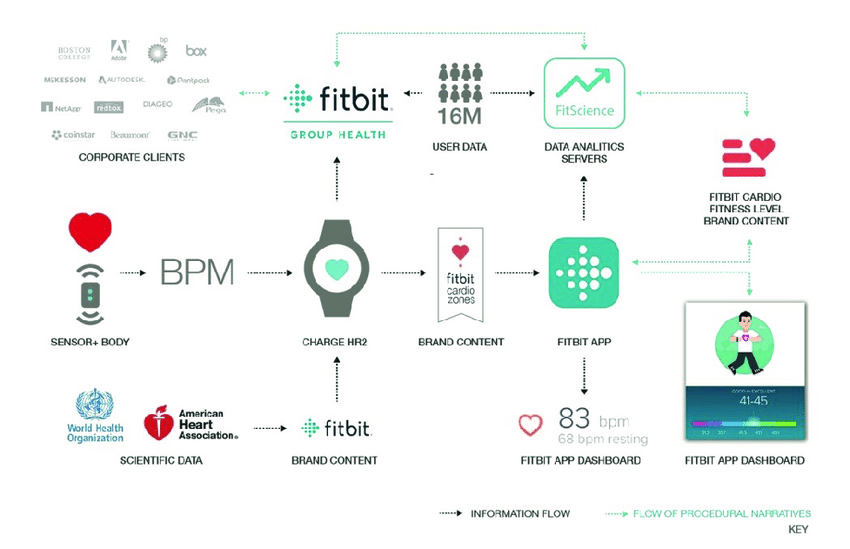 BOSTON
COLLEGE
Adobe
bp
box
McKESSON
AUTODESK.
NetApp
redbox
DIAGEO
Pega
coinstar
Beaumont
GNC
CORPORATE CLIENTS
fitbit.
GROUP HEALTH
16M
USER DATA
FitScience
DATA ANALITICS
SERVERS
FITBIT CARDIO
FITNESS LEVEL
BRAND CONTENT
SENSOR+ BODY
BPM
CHARGE HR2
fitbit
cardio
zones
BRAND CONTENT
FITBIT APP
World Health
Organization
American
Heart
Association®
SCIENTIFIC DATA
fitbit.
BRAND CONTENT
83 bpm
68 bpm resting
FITBIT APP DASHBOARD
41-45
FITBIT APP DASHBOARD
INFORMATION FLOW
FLOW OF PROCEDURAL NARRATIVES
KEY